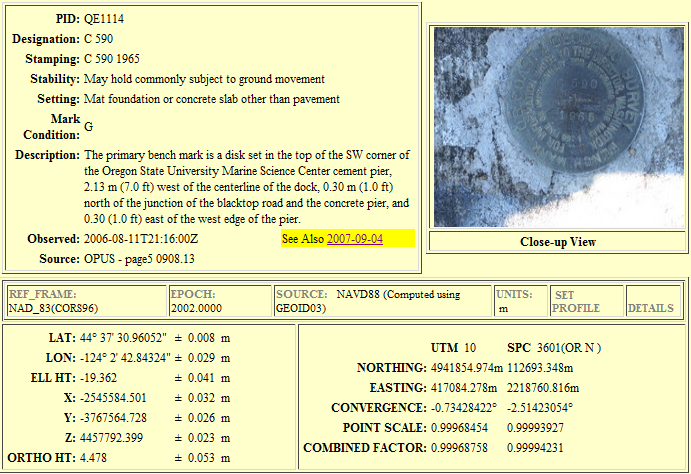 PID: QE1114
Designation: C 590
Stamping: C 590 1965
Stability: May hold commonly subject to ground movement
Setting: Mat foundation or concrete slab other than pavement
Mark
Condition: G
Description: The primary bench mark is a disk set in the top of the SW corner of
the Oregon State University Marine Science Center cement pier,
2.13 m (7.0 ft) west of the centerline of the dock, 0.30 m (1.0 ft)
north of the junction of the blacktop road and the concrete pier, and
0.30 (1.0 ft) east of the west edge of the pier.
Observed: 2006-08-11T21:16:00Z See Also 2007-09-04
Source: OPUS - page5 0908.13
590
1965
Close-up View
REF_FRAME: EPOCH: SOURCE: NAVD88 (Computed using UNITS: SET
NAD_83(CORS96) 2002.0000 GEOID03) m PROFILE DETAILS
LAT: 44° 37' 30.96052" ± 0.008 m
LON: -124° 2' 42.84324" ± 0.029 m
ELL HT: -19.362 ± 0.041 m
X: -2545584.501 ± 0.032 m
Y: -3767564.728 ± 0.026 m
Z: 4457792.399 ± 0.023 m
ORTHO HT: 4.478 ± 0.053 m
UTM 10 SPC 3601(OR N )
NORTHING: 4941854.974m 112693.348m
EASTING: 417084.278m 2218760.816m
CONVERGENCE: -0.73428422° -2.51423054°
POINT SCALE: 0.99968454 0.99993927
COMBINED FACTOR: 0.99968758 0.99994231